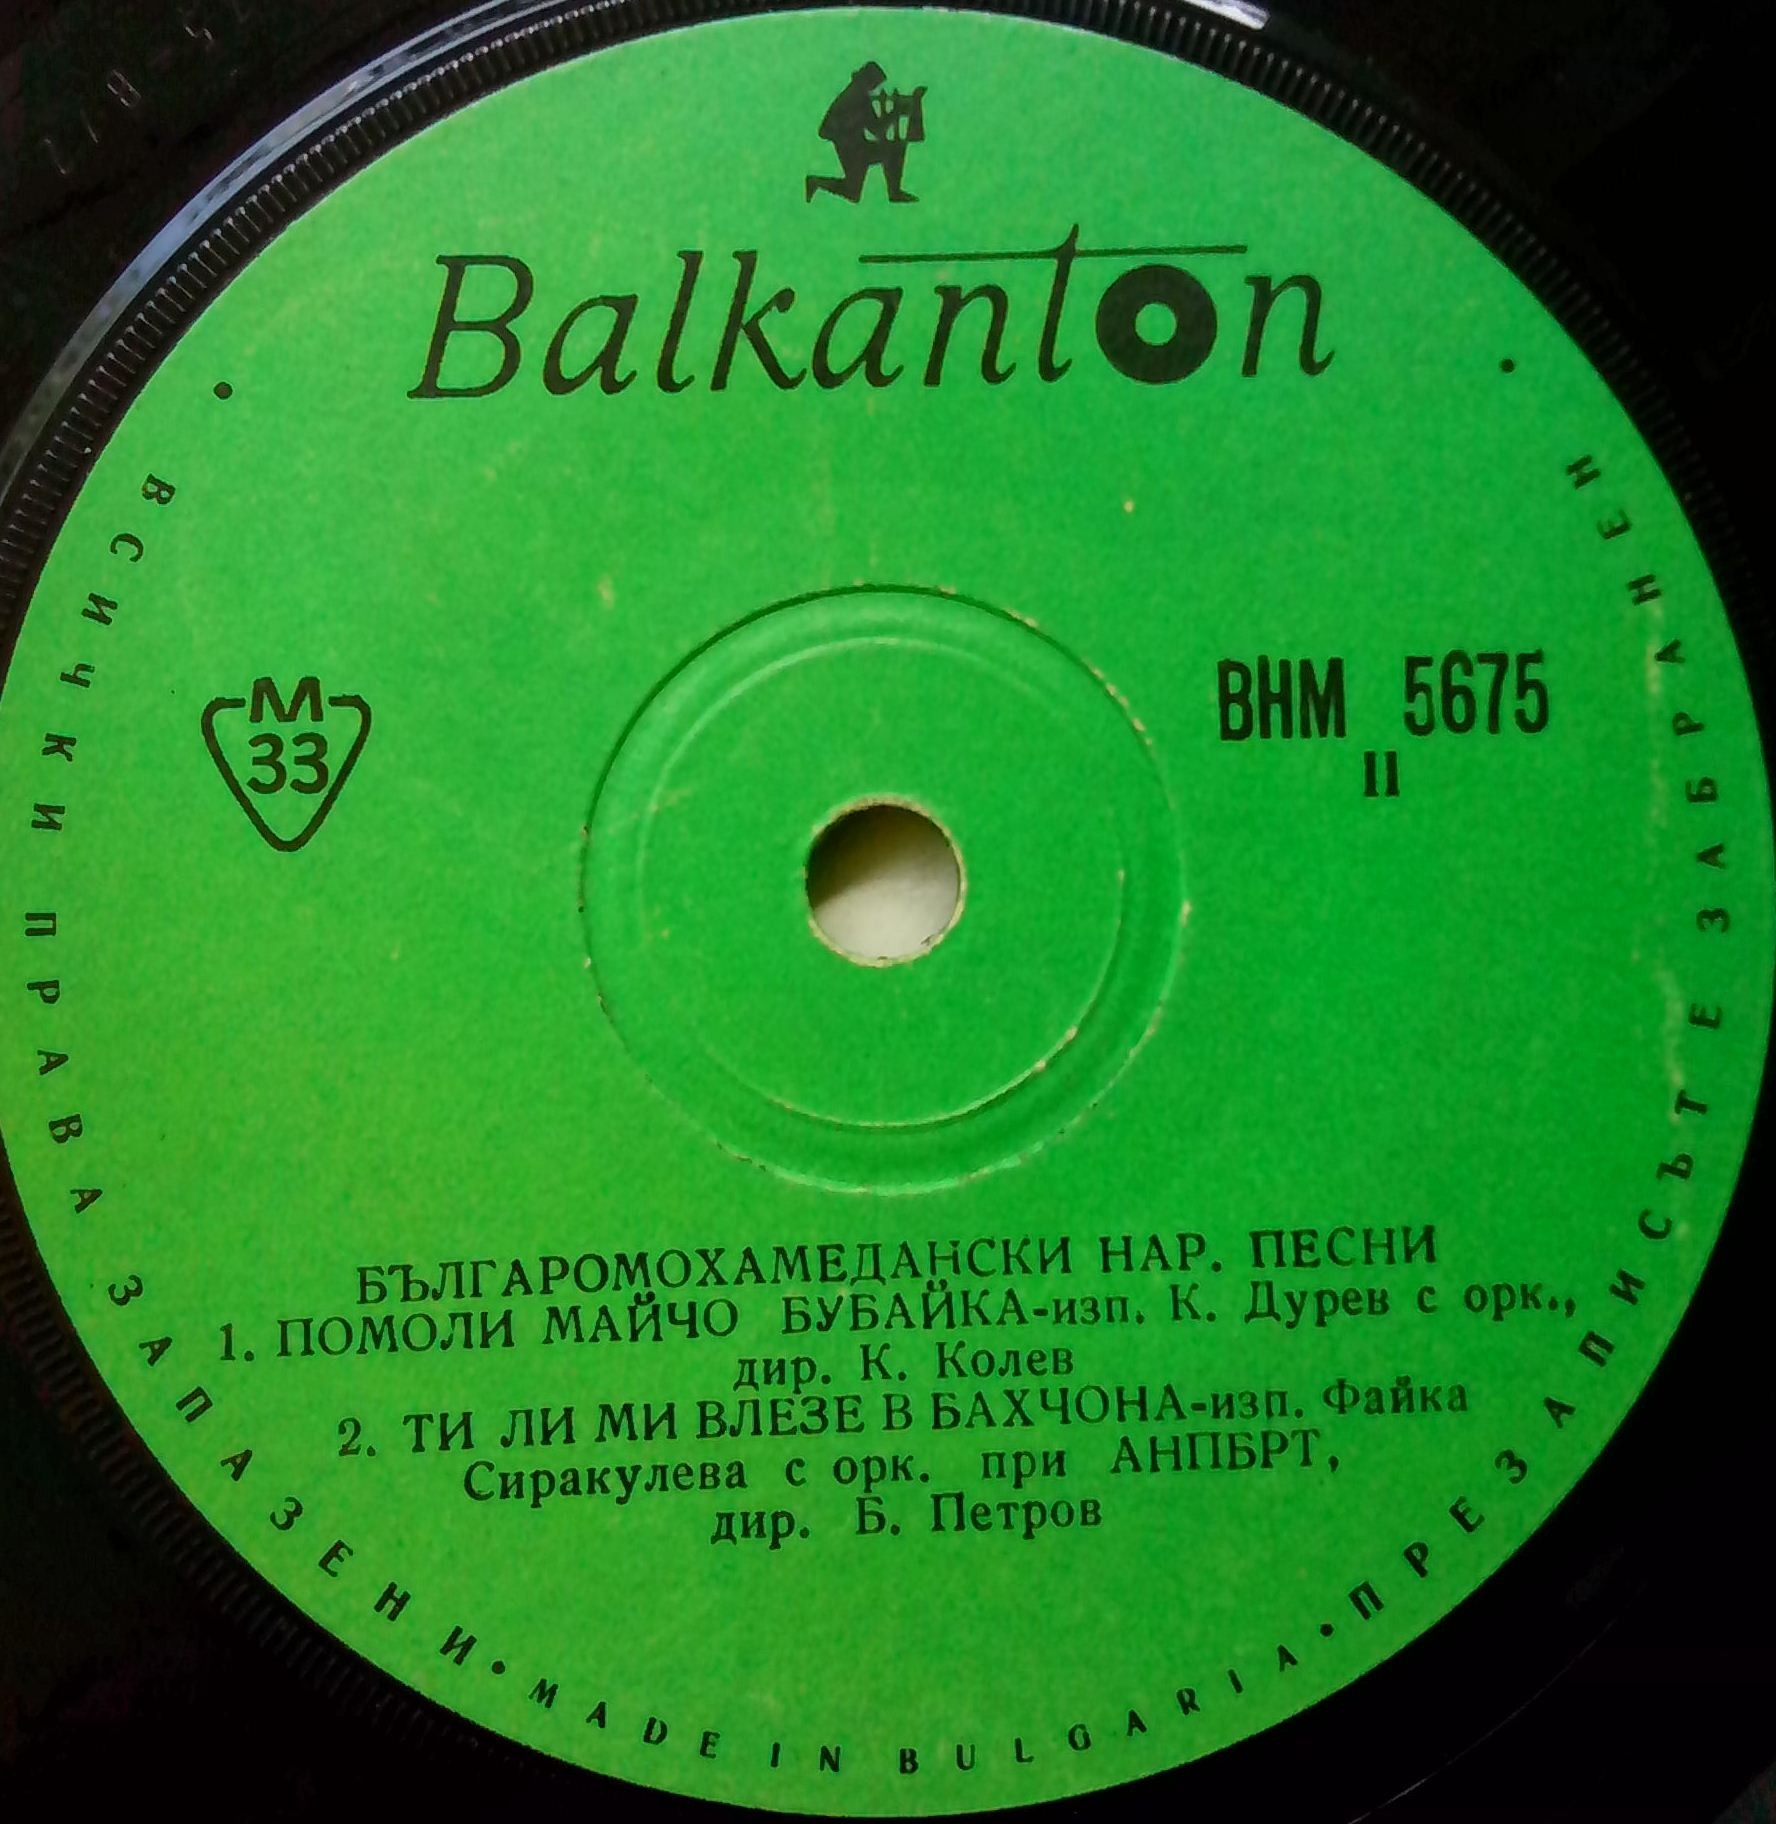 Balkanton
М
33
ВНМ 5675
II
БЪЛГАРОМОХАМЕДАНСКИ НАР. ПЕСНИ
1. ПОМОЛИ МАЙЧО БУБАЙКА-изп. К. Дурев с орк.,
дир. К. Колев
2. ТИ ЛИ МИ ВЛЕЗЕ В БАХЧОНА-изп. Файка
Сиракулева с орк. при АНПБРТ,
дир. Б. Петров
• ВСИЧКИ ПРАВА ЗАПАЗЕНИ • MADE IN BULGARIA • ПРЕЗАПИСЪТ Е ЗАБРАНЕН •